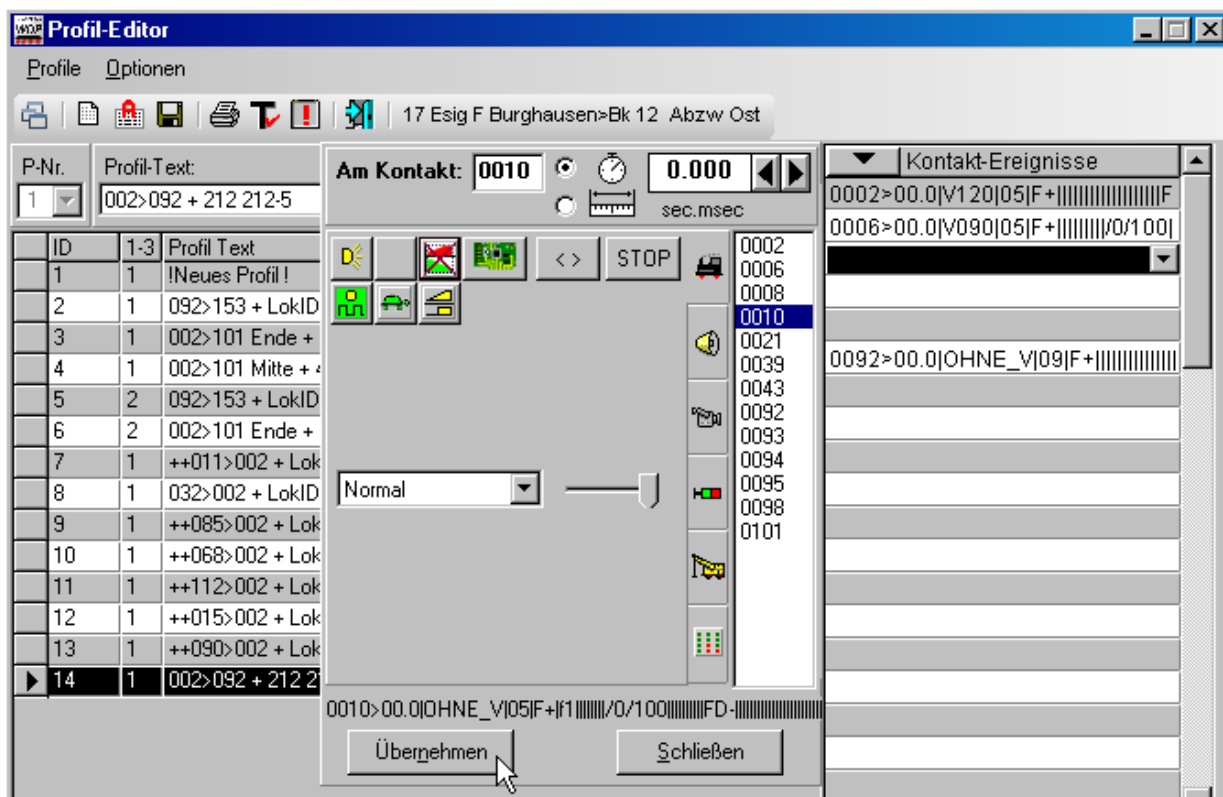 WDP Profil-Editor
Profile Optionen
17 Esig F Burghausen>Bk 12 Abzw Ost
P-Nr. Profil-Text:
1 002>092 + 212 212-5
ID 1-3 Profil Text
1 1 !Neues Profil !
2 1 092>153 + LokID
3 1 002>101 Ende +
4 1 002>101 Mitte +
5 2 092>153 + LokID
6 2 002>101 Ende +
7 1 ++011>002 + Lok
8 1 032>002 + LokID
9 1 ++085>002 + Lok
10 1 ++068>002 + Lok
11 1 ++112>002 + Lok
12 1 ++015>002 + Lok
13 1 ++090>002 + Lok
14 1 002>092 + 212 2
Am Kontakt: 0010 0.000
sec.msec
< > STOP
Normal
0002
0006
0008
0010
0021
0039
0043
0092
0093
0094
0095
0098
0101
0010>00.0|OHNE_V|05|F+|f1|||||||/0/100|||||||||FD-||||||||||||||||||||
Übernehmen Schließen
Kontakt-Ereignisse
0002>00.0|V120|05|F+||||||||||||||||||||F
0006>00.0|V090|05|F+|||||||||/0/100|
0092>00.0|OHNE_V|09|F+|||||||||||||||